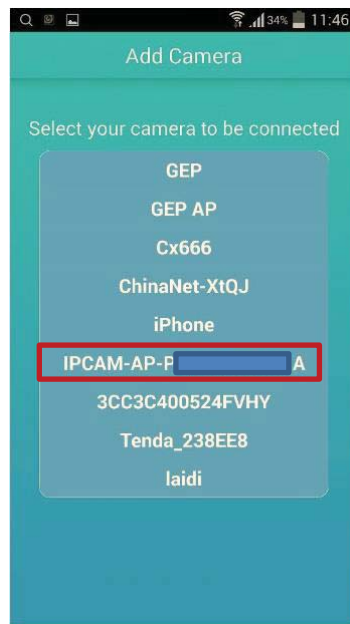 34% 11:46
Add Camera
Select your camera to be connected
GEP
GEP AP
Cx666
ChinaNet-XtQJ
iPhone
IPCAM-AP-P A
3CC3C400524FVHY
Tenda_238EE8
laidi